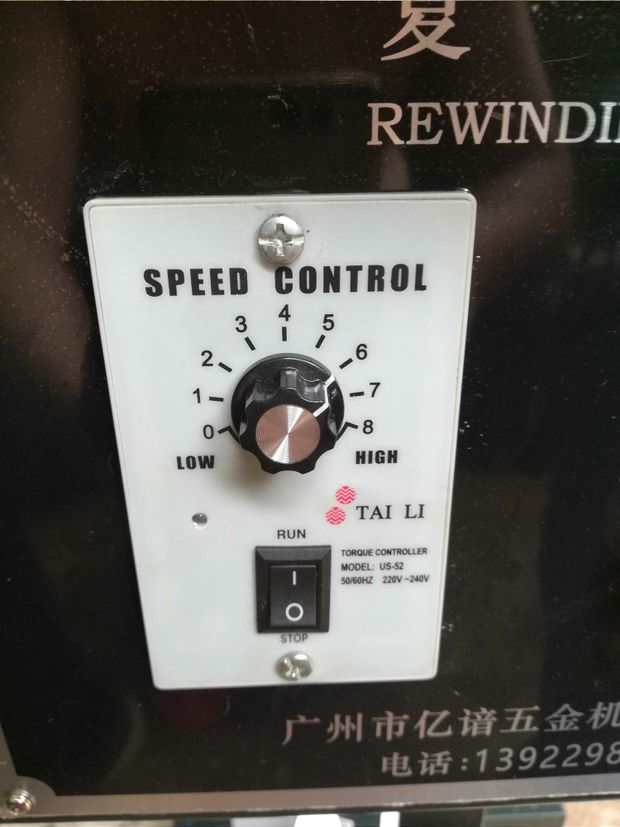 REWINDI
SPEED CONTROL
4
3 5
2 6
1 7
0 8
LOW HIGH
TAI LI
RUN
TORQUE CONTROLLER
MODEL: US-52
50/60HZ 220V~240V
I
O
STOP
广州市亿谙五金机
电话:1392298